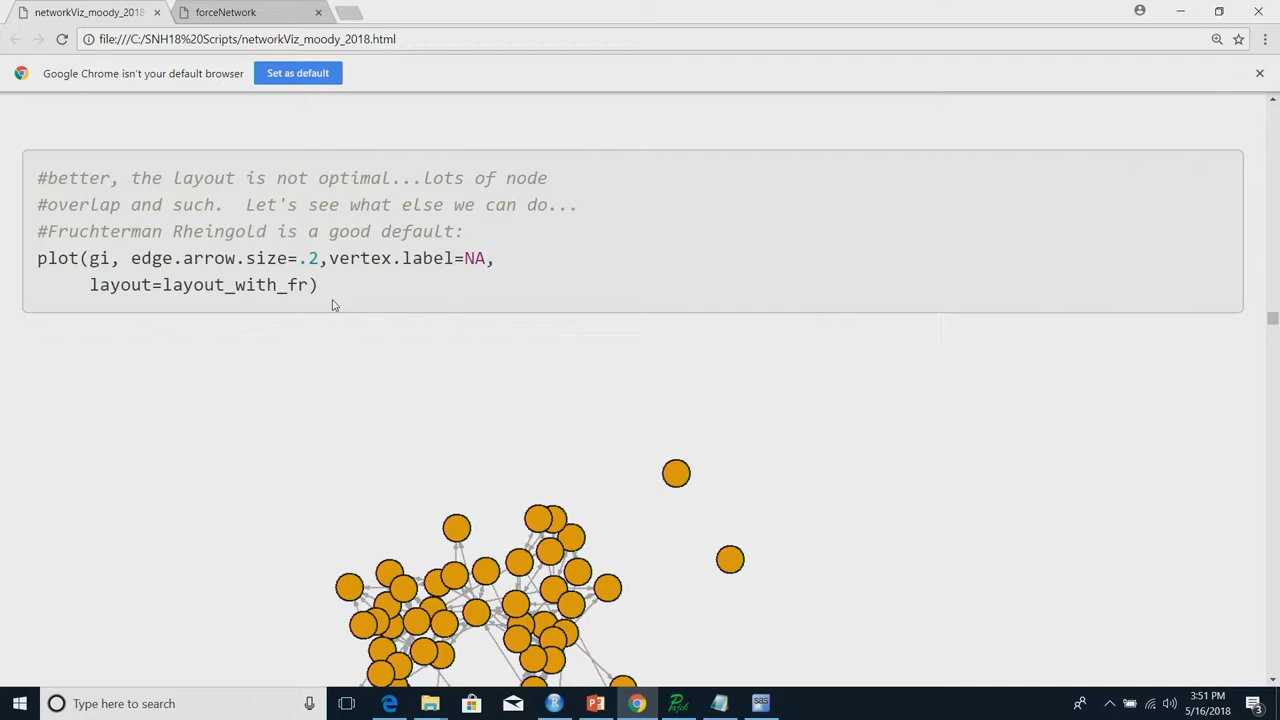 networkViz_moody_2018
forceNetwork
file:///C:/SNH18%20Scripts/networkViz_moody_2018.html
Google Chrome isn't your default browser
Set as default
#better, the layout is not optimal...lots of node
#overlap and such.  Let's see what else we can do...
#Fruchterman Rheingold is a good default:
plot(gi, edge.arrow.size=.2,vertex.label=NA,
     layout=layout_with_fr)
Type here to search
3:51 PM
5/16/2018
3